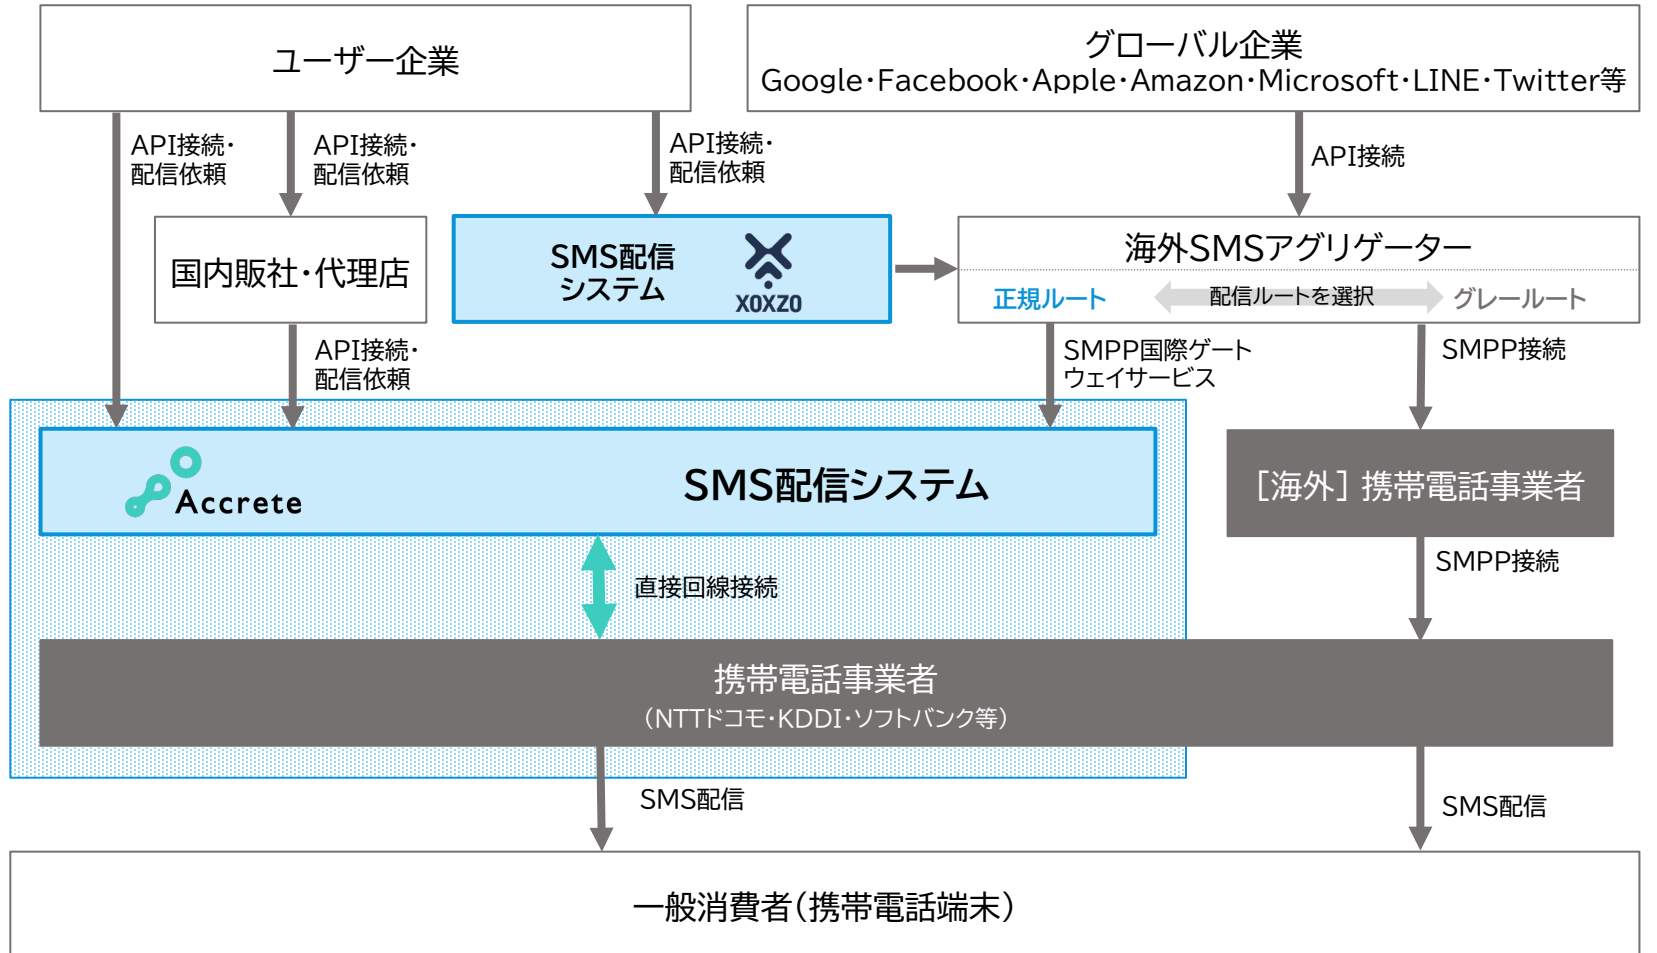 ユーザー企業
グローバル企業
Google・Facebook・Apple・Amazon・Microsoft・LINE・Twitter等
API接続・
配信依頼
API接続・
配信依頼
API接続・
配信依頼
API接続
国内販社・代理店
SMS配信
システム
XOXZO
海外SMSアグリゲーター
正規ルート
配信ルートを選択
グレールート
API接続・
配信依頼
SMPP国際ゲート
ウェイサービス
SMPP接続
Accrete
SMS配信システム
［海外］携帯電話事業者
直接回線接続
SMPP接続
携帯電話事業者
（NTTドコモ・KDDI・ソフトバンク等）
SMS配信
SMS配信
一般消費者（携帯電話端末）